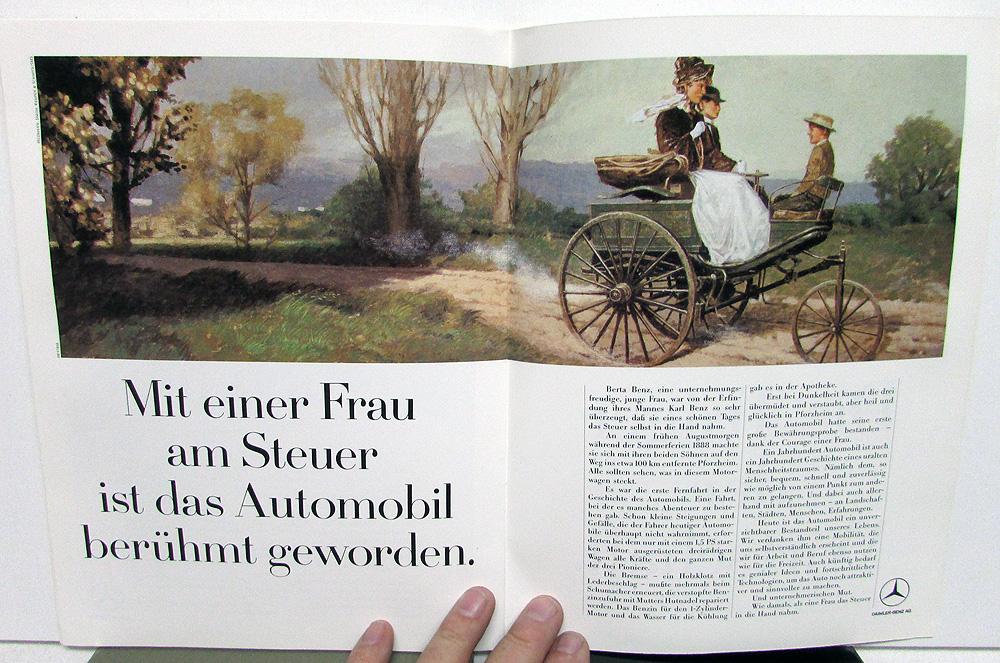 Mit einer Frau
am Steuer
ist das Automobil
berühmt geworden.
Berta Benz, eine unternehmungs-
freudige, junge Frau, war von der Erfin-
dung ihres Mannes Karl Benz so sehr
überzeugt, daß sie eines schönen Tages
das Steuer selbst in die Hand nahm.
An einem frühen Augustmorgen
während der Sommerferien 1888 machte
sie sich mit ihren beiden Söhnen auf den
Weg ins etwa 100 km entfernte Pforzheim.
Alle sollten sehen, was in diesem Motor-
wagen steckt.
Es war die erste Fernfahrt in der
Geschichte des Automobils. Eine Fahrt,
bei der es manches Abenteuer zu beste-
hen gab. Schon kleine Steigungen und
Gefälle, die der Fahrer heutiger Automo-
bile überhaupt nicht wahrnimmt, erfor-
derten bei dem nur mit einem 1,5 PS star-
ken Motor ausgerüsteten dreirädrigen
Wagen alle Kräfte und den ganzen Mut
der drei Pioniere.
Die Bremse – ein Holzklotz mit
Lederbeschlag – mußte mehrmals beim
Schumacher erneuert, die verstopfte Ben-
zinzufuhr mit Mutters Hutnadel repariert
werden. Das Benzin für den 1-Zylinder-
Motor und das Wasser für die Kühlung
gab es in der Apotheke.
Erst bei Dunkelheit kamen die drei
übermüdet und verstaubt, aber heil und
glücklich in Pforzheim an.
Das Automobil hatte seine erste
große Bewährungsprobe bestanden –
dank der Courage einer Frau.
Ein Jahrhundert Automobil ist auch
ein Jahrhundert Geschichte eines uralten
Menschheitstraumes. Nämlich dem, so
sicher, bequem, schnell und zuverlässig
wie möglich von einem Punkt zum ande-
ren zu gelangen. Und dabei auch aller-
hand mit aufzunehmen – an Landschaf-
ten, Städten, Menschen, Erfahrungen.
Heute ist das Automobil ein unver-
zichtbarer Bestandteil unseres Lebens.
Wir verdanken ihm eine Mobilität, die
uns selbstverständlich erscheint und die
wir für Arbeit und Beruf ebenso nutzen
wie für die Freizeit. Auch künftig bedarf
es genialer Ideen und fortschrittlicher
Technologien, um das Auto noch attrakti-
ver und sinnvoller zu machen.
Und unternehmerischen Mut.
Wie damals, als eine Frau das Steuer
in die Hand nahm.
DAIMLER-BENZ AG